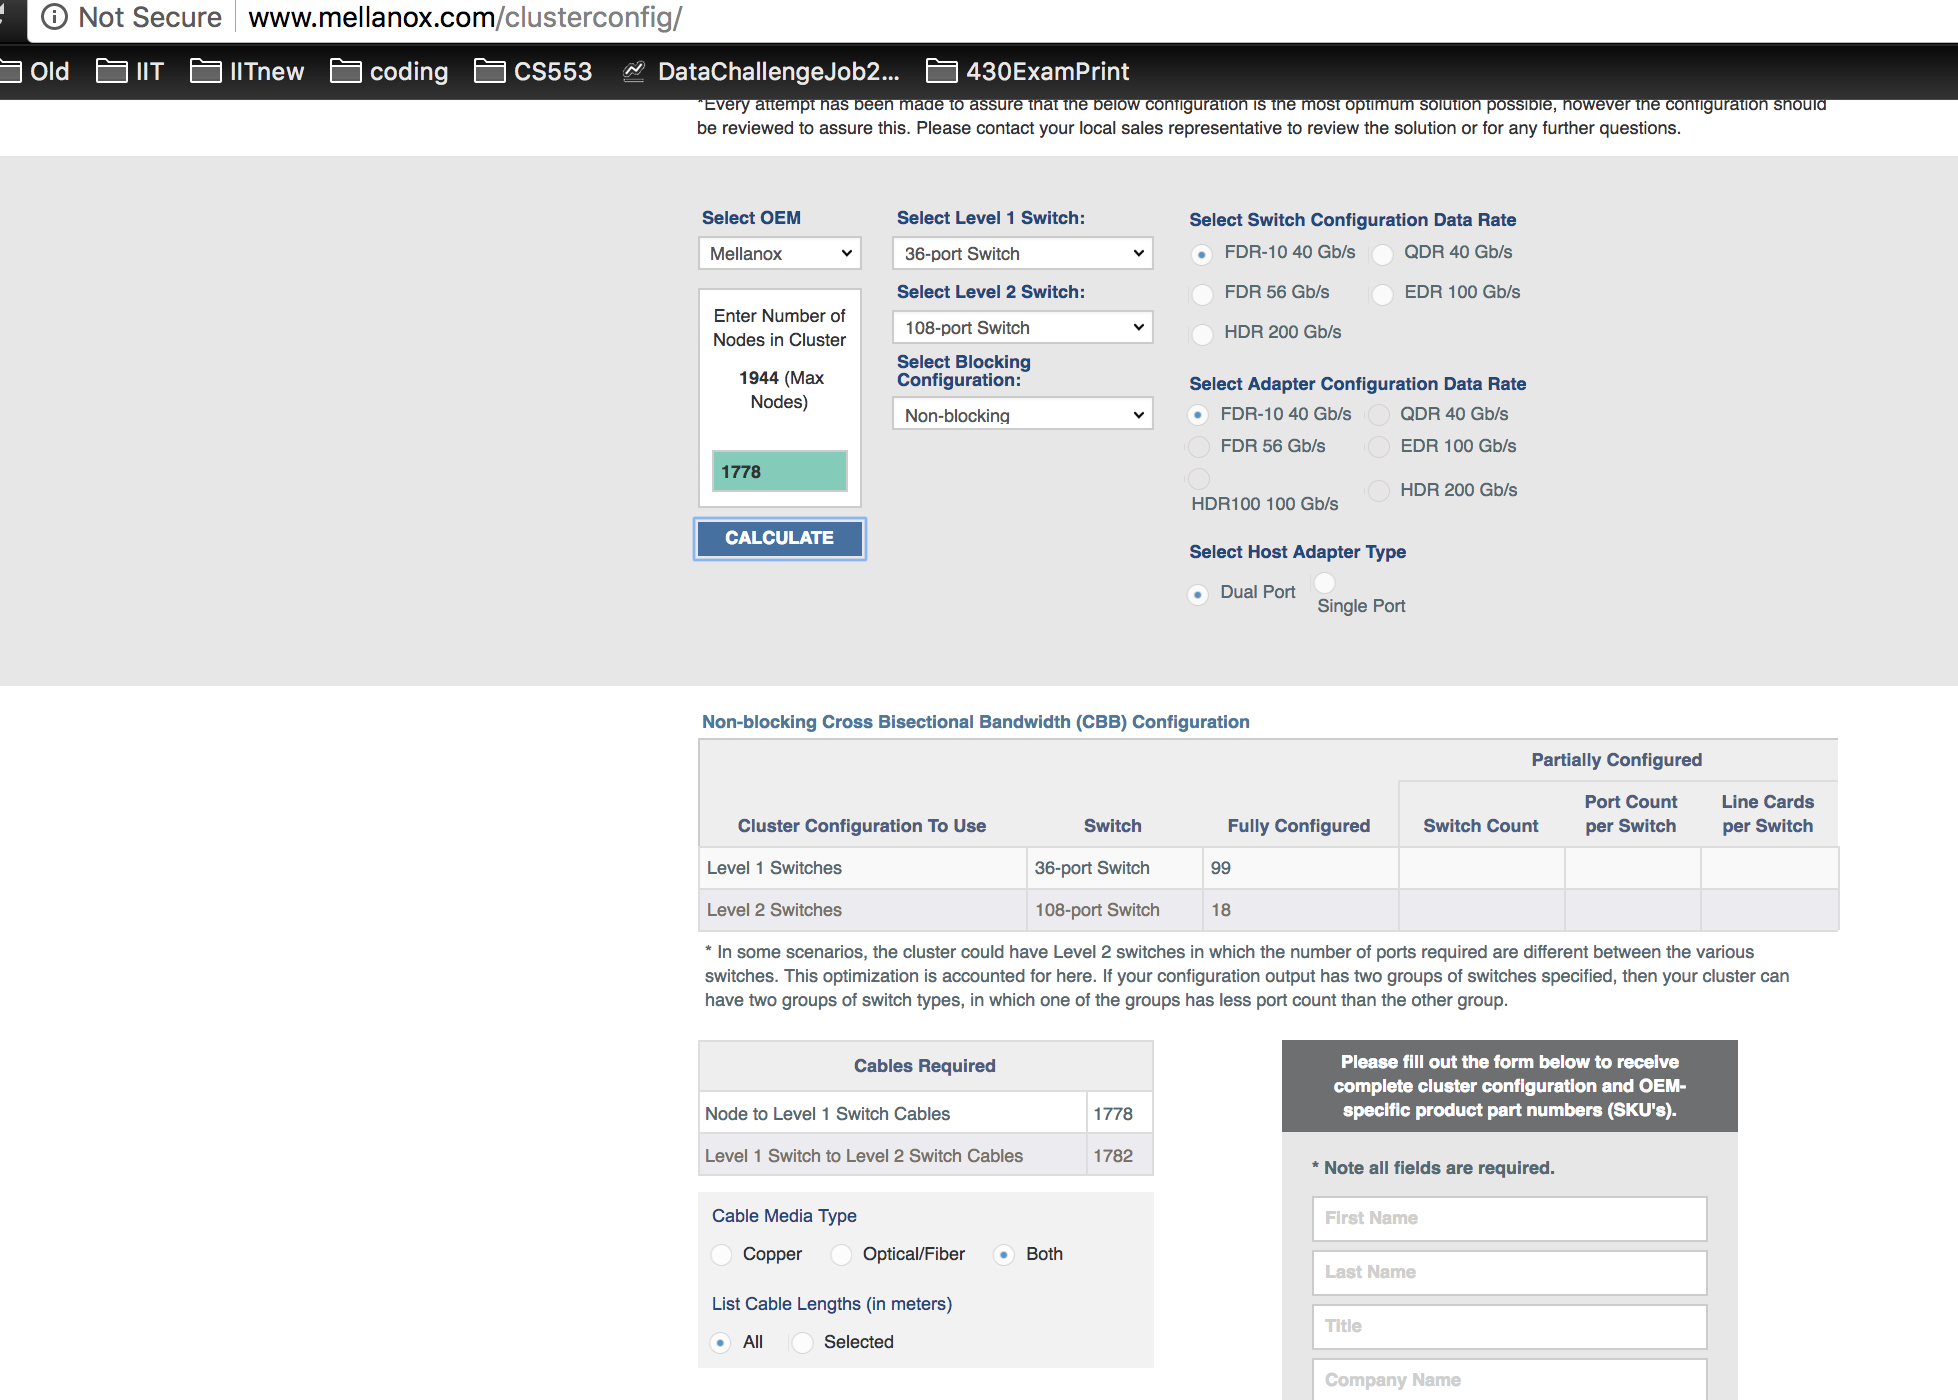 Not Secure www.mellanox.com/clusterconfig/
Old IIT IITnew coding CS553 DataChallengeJob2... 430ExamPrint
*Every attempt has been made to assure that the below configuration is the most optimum solution possible, however the configuration should
be reviewed to assure this. Please contact your local sales representative to review the solution or for any further questions.
Select OEM
Mellanox
Enter Number of
Nodes in Cluster
1944 (Max
Nodes)
1778
CALCULATE
Select Level 1 Switch:
36-port Switch
Select Level 2 Switch:
108-port Switch
Select Blocking
Configuration:
Non-blocking
Select Switch Configuration Data Rate
FDR-10 40 Gb/s QDR 40 Gb/s
FDR 56 Gb/s EDR 100 Gb/s
HDR 200 Gb/s
Select Adapter Configuration Data Rate
FDR-10 40 Gb/s QDR 40 Gb/s
FDR 56 Gb/s EDR 100 Gb/s
HDR100 100 Gb/s HDR 200 Gb/s
Select Host Adapter Type
Dual Port Single Port
Non-blocking Cross Bisectional Bandwidth (CBB) Configuration
Partially Configured
Cluster Configuration To Use Switch Fully Configured Switch Count Port Count per Switch Line Cards per Switch
Level 1 Switches 36-port Switch 99
Level 2 Switches 108-port Switch 18
* In some scenarios, the cluster could have Level 2 switches in which the number of ports required are different between the various
switches. This optimization is accounted for here. If your configuration output has two groups of switches specified, then your cluster can
have two groups of switch types, in which one of the groups has less port count than the other group.
Cables Required
Node to Level 1 Switch Cables 1778
Level 1 Switch to Level 2 Switch Cables 1782
Cable Media Type
Copper Optical/Fiber Both
List Cable Lengths (in meters)
All Selected
Please fill out the form below to receive
complete cluster configuration and OEM-
specific product part numbers (SKU's).
* Note all fields are required.
First Name
Last Name
Title
Company Name